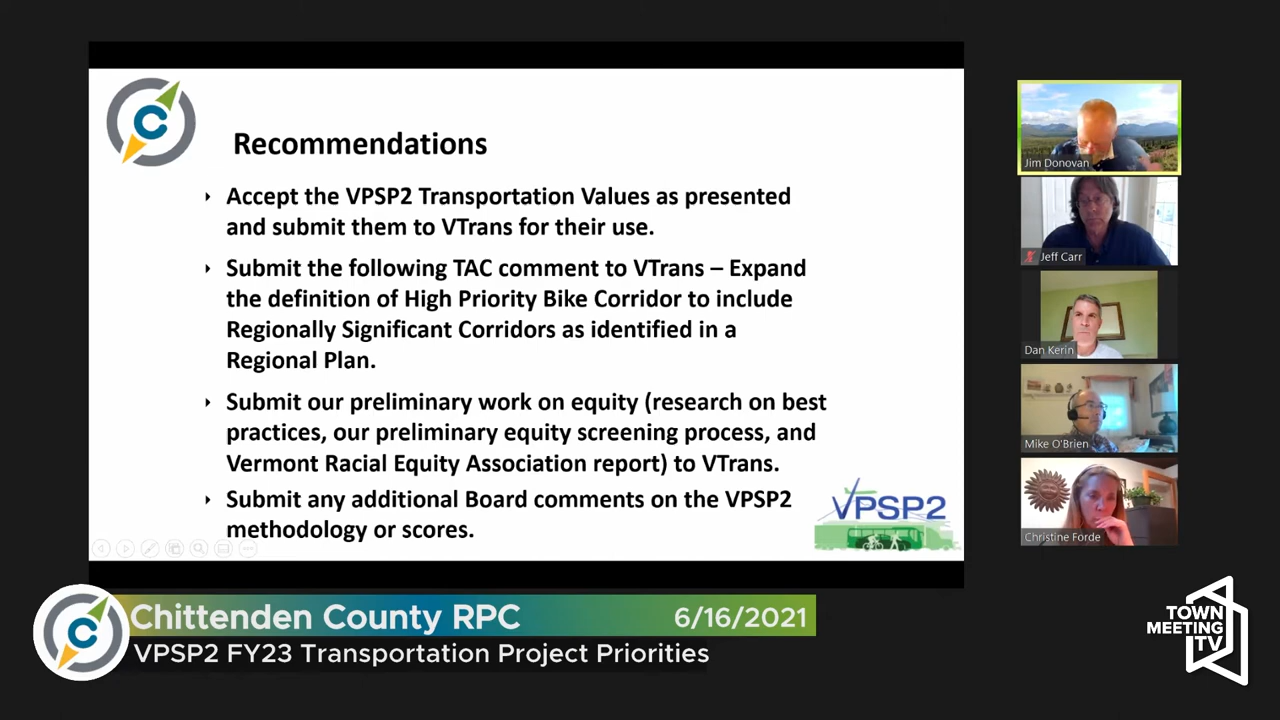 Recommendations
Accept the VPSP2 Transportation Values as presented
and submit them to VTrans for their use.
Submit the following TAC comment to VTrans – Expand
the definition of High Priority Bike Corridor to include
Regionally Significant Corridors as identified in a
Regional Plan.
Submit our preliminary work on equity (research on best
practices, our preliminary equity screening process, and
Vermont Racial Equity Association report) to VTrans.
Submit any additional Board comments on the VPSP2
methodology or scores.
VPSP2
Jim Donovan
Jeff Carr
Dan Kerin
Mike O'Brien
Christine Forde
C
C
Chittenden County RPC
6/16/2021
VPSP2 FY23 Transportation Project Priorities
TOWN
MEETING
TV